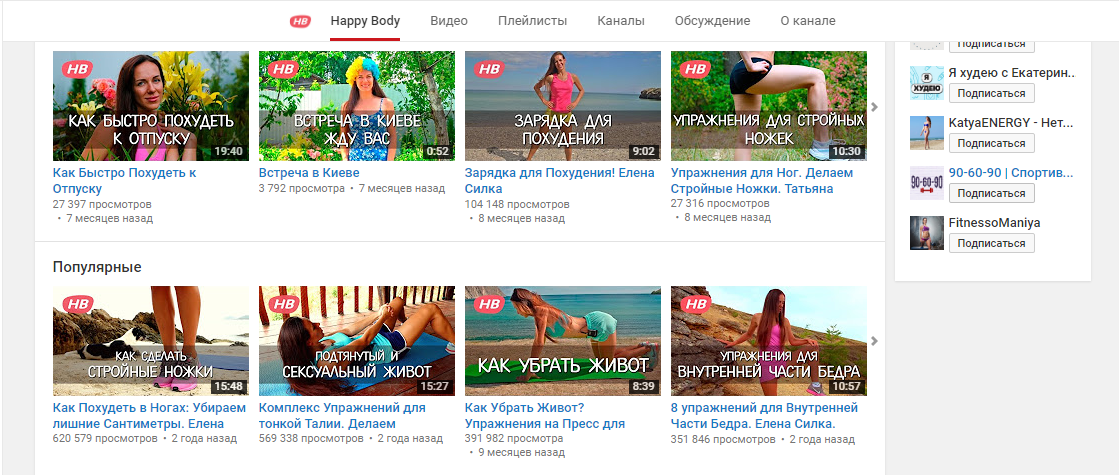 HB Happy Body Видео Плейлисты Каналы Обсуждение О канале
HB
КАК БЫСТРО ПОХУДЕТЬ
К ОТПУСКУ
19:40
Как Быстро Похудеть к
Отпуску
27 397 просмотров
• 7 месяцев назад
ВСТРЕЧА В КИЕВЕ
ЖДУ ВАС
0:52
Встреча в Киеве
3 792 просмотра • 7 месяцев назад
HB
ЗАРЯДКА ДЛЯ
ПОХУДЕНИЯ
9:02
Зарядка для Похудения! Елена
Силка
104 148 просмотров
• 8 месяцев назад
HB
УПРАЖНЕНИЯ ДЛЯ СТРОЙНЫХ
НОЖЕК
10:30
Упражнения для Ног. Делаем
Стройные Ножки. Татьяна
27 316 просмотров
• 8 месяцев назад
Популярные
HB
КАК СДЕЛАТЬ
СТРОЙНЫЕ НОЖКИ
15:48
Как Похудеть в Ногах: Убираем
лишние Сантиметры. Елена
620 579 просмотров • 2 года назад
HB
ПОДТЯНУТЫЙ И
СЕКСУАЛЬНЫЙ ЖИВОТ
15:27
Комплекс Упражнений для
тонкой Талии. Делаем
569 338 просмотров • 2 года назад
HB
КАК УБРАТЬ ЖИВОТ
8:39
Как Убрать Живот?
Упражнения на Пресс для
391 982 просмотра
• 9 месяцев назад
HB
УПРАЖНЕНИЯ ДЛЯ
ВНУТРЕННЕЙ ЧАСТИ БЕДРА
10:57
8 упражнений для Внутренней
Части Бедра. Елена Силка.
351 846 просмотров • 2 года назад
Подписаться
Я ХУДЕЮ
Я худею с Екатерин...
Подписаться
KatyaENERGY - Нет...
Подписаться
90-60-90
90-60-90 | Спортив...
Подписаться
FitnessoManiya
Подписаться